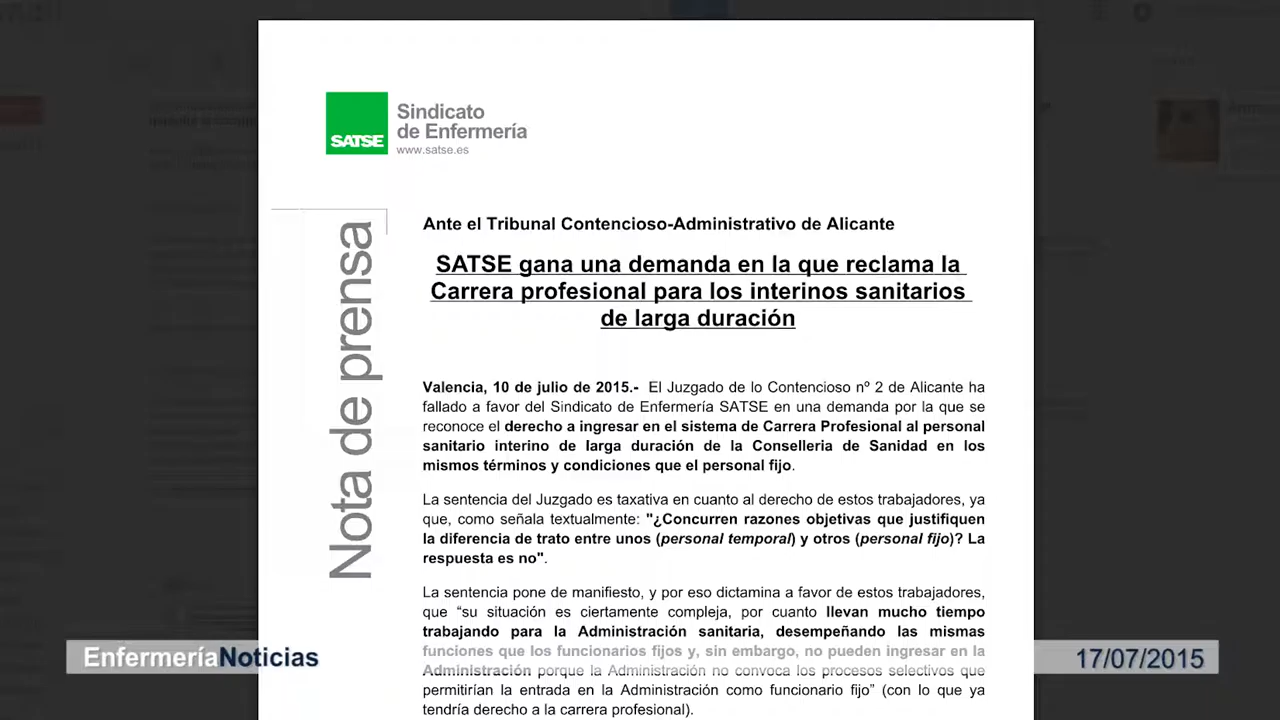 SATSE
Sindicato
de Enfermería
www.satse.es
Nota de prensa
Ante el Tribunal Contencioso-Administrativo de Alicante
SATSE gana una demanda en la que reclama la
Carrera profesional para los interinos sanitarios
de larga duración
Valencia, 10 de julio de 2015.- El Juzgado de lo Contencioso nº 2 de Alicante ha
fallado a favor del Sindicato de Enfermería SATSE en una demanda por la que se
reconoce el derecho a ingresar en el sistema de Carrera Profesional al personal
sanitario interino de larga duración de la Conselleria de Sanidad en los
mismos términos y condiciones que el personal fijo.
La sentencia del Juzgado es taxativa en cuanto al derecho de estos trabajadores, ya
que, como señala textualmente: "¿Concurren razones objetivas que justifiquen
la diferencia de trato entre unos (personal temporal) y otros (personal fijo)? La
respuesta es no".
La sentencia pone de manifiesto, y por eso dictamina a favor de estos trabajadores,
que “su situación es ciertamente compleja, por cuanto llevan mucho tiempo
trabajando para la Administración sanitaria, desempeñando las mismas
funciones que los funcionarios fijos y, sin embargo, no pueden ingresar en la
Administración porque la Administración no convoca los procesos selectivos que
permitirían la entrada en la Administración como funcionario fijo” (con lo que ya
tendría derecho a la carrera profesional).
EnfermeríaNoticias
17/07/2015